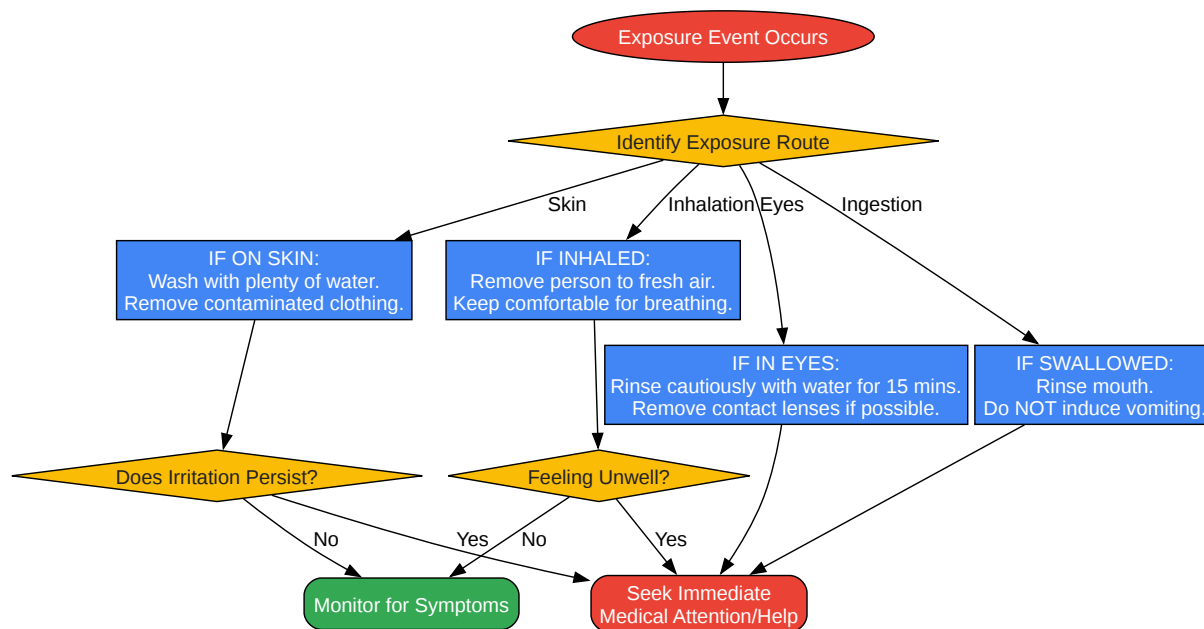 Exposure Event Occurs
Identify Exposure Route
Skin
Inhalation
Eyes
Ingestion
IF ON SKIN:
Wash with plenty of water.
Remove contaminated clothing.
IF INHALED:
Remove person to fresh air.
Keep comfortable for breathing.
IF IN EYES:
Rinse cautiously with water for 15 mins.
Remove contact lenses if possible.
IF SWALLOWED:
Rinse mouth.
Do NOT induce vomiting.
Does Irritation Persist?
Feeling Unwell?
No
Yes
No
Yes
Monitor for Symptoms
Seek Immediate
Medical Attention/Help